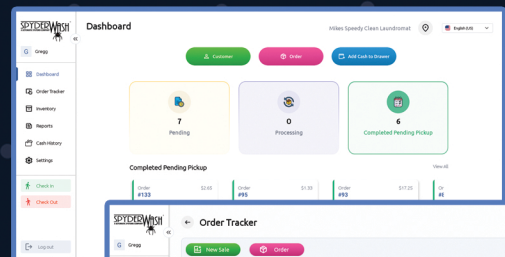 SPYDERWASH
Dashboard
Miles Speedy Clean Laundromat
English (US)
G Gregg
Customer
Order
Add Cash to Drawer
Dashboard
Order Tracker
Inventory
Reports
Cash History
Settings
Check In
Check Out
Log out
7
Pending
0
Processing
6
Completed Pending Pickup
Completed Pending Pickup
View All
Order
#133
$2.65
Order
#95
$1.35
Order
#93
$17.25
SPYDERWASH
G Gregg
Order Tracker
New Sale
Order